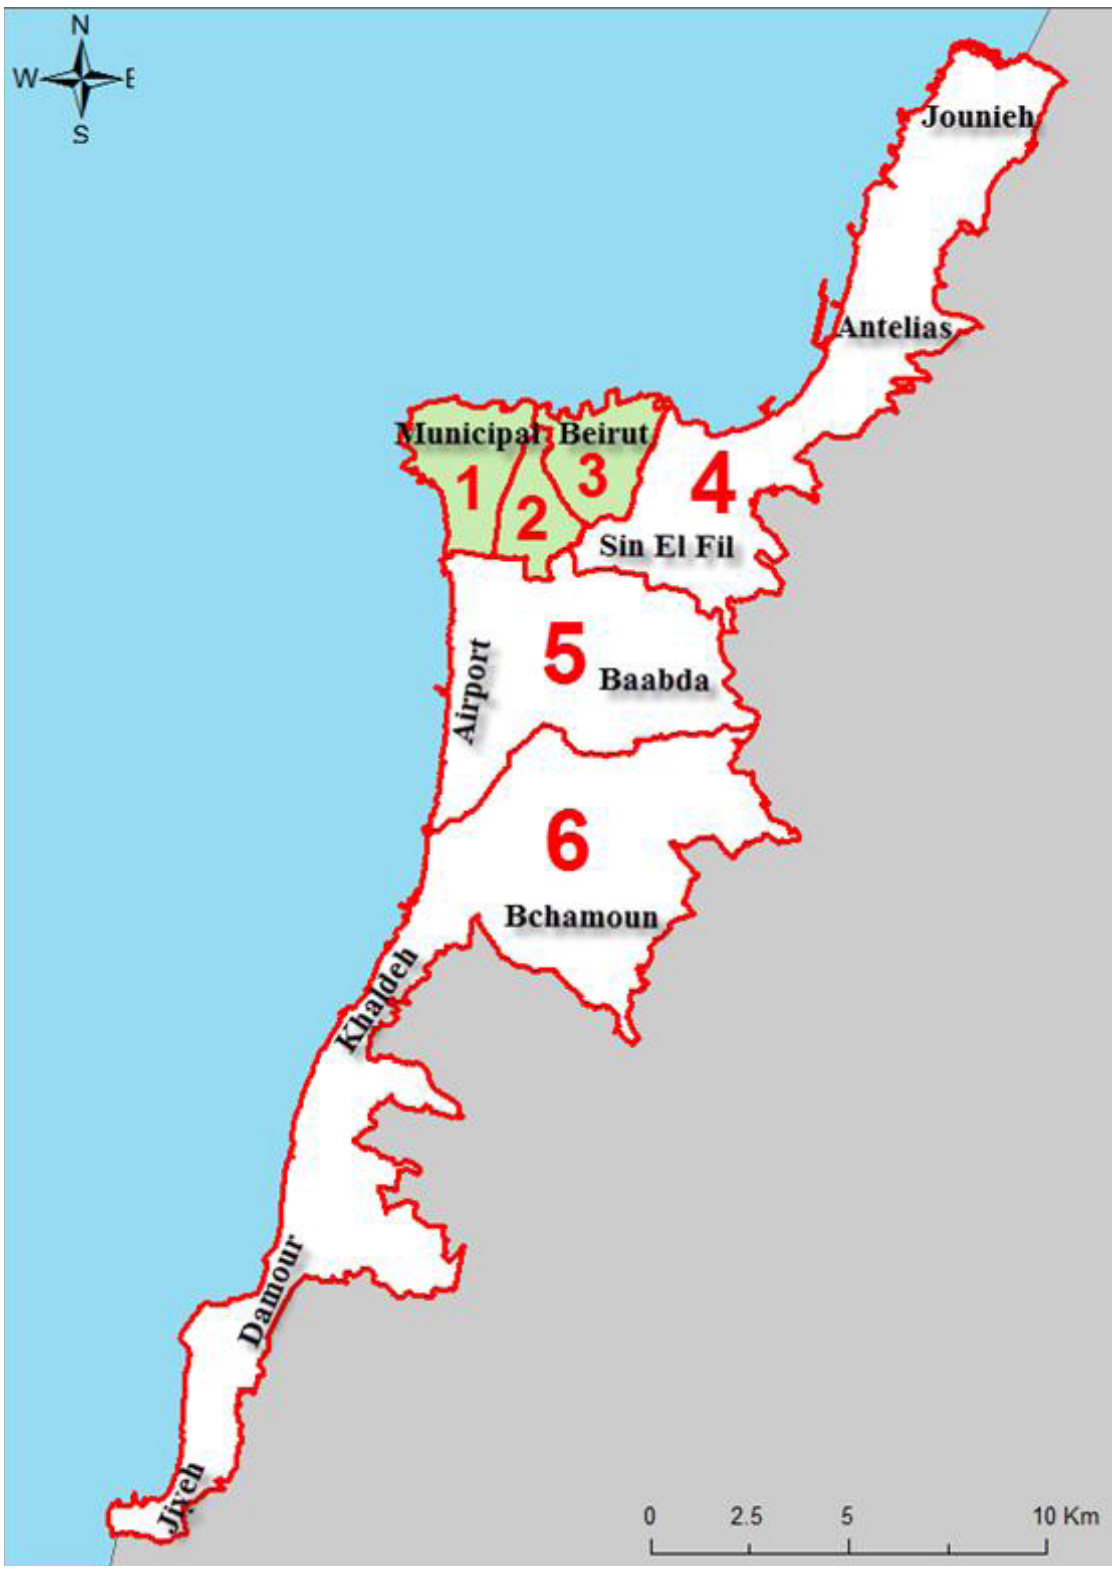 N
W E
S
Jounieh
Antelias
Municipal Beirut
1
2
3
4
Sin El Fil
5
Airport
Baabda
6
Bchamoun
Khaldeh
Damour
Jiyeh
0 2.5 5 10 Km